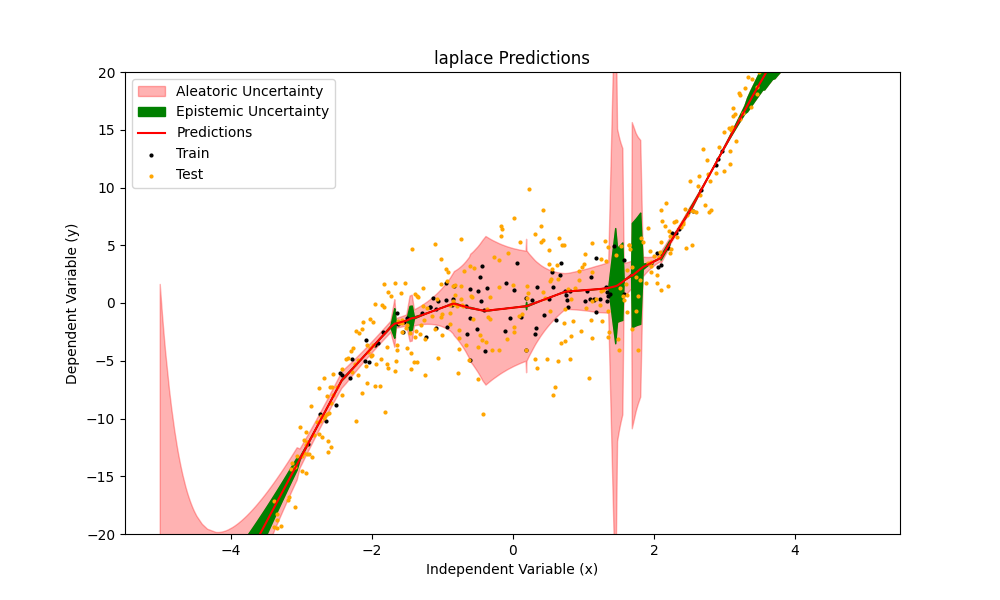 laplace Predictions
Aleatoric Uncertainty
Epistemic Uncertainty
Predictions
Train
Test
Dependent Variable (y)
20
15
10
5
0
−5
−10
−15
−20
−4
−2
0
2
4
Independent Variable (x)